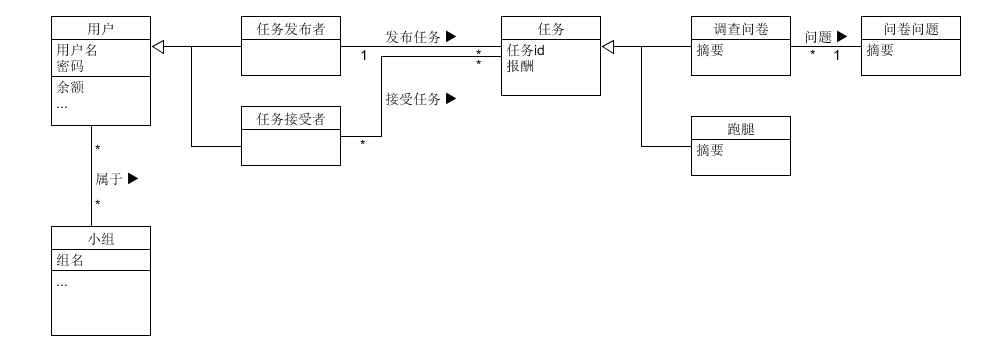 用户
用户名
密码
余额
...
任务发布者
发布任务 ▶
1
*
任务
任务id
报酬
调查问卷
摘要
问题 ▶
*
1
问卷问题
摘要
任务接受者
接受任务 ▶
*
*
跑腿
摘要
*
属于 ▶
*
小组
组名
...